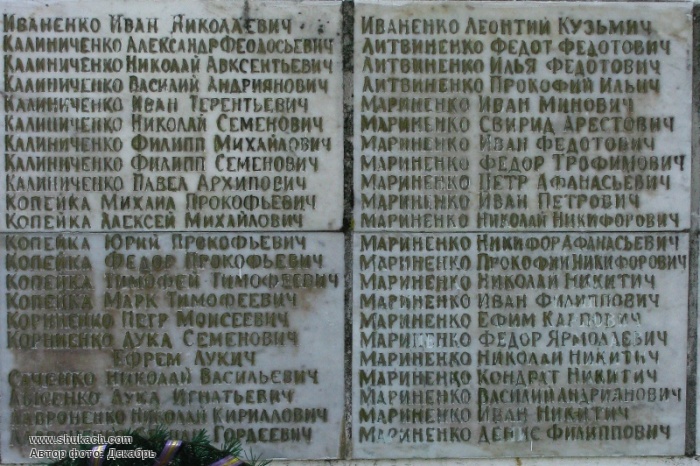 Иваненко Иван Николаевич
Калиниченко Александр Феодосьевич
Калиниченко Николай Авксентьевич
Калиниченко Василий Андриянович
Калиниченко Иван Терентьевич
Калиниченко Николай Семенович
Калиниченко Филипп Михайлович
Калиниченко Филипп Семенович
Калиниченко Павел Архипович
Копейка Михаил Прокофьевич
Копейка Алексей Михайлович
Копейка Юрий Прокофьевич
Копейка Федор Прокофьевич
Копейка Тимофей Тимофеевич
Копейка Марк Тимофеевич
Корниенко Петр Моисеевич
Корниенко Лука Семенович
Ефрем Лукич
Николай Васильевич
Лука Игнатьевич
Николай Кириллович
Гордеевич
Иваненко Леонтий Кузьмич
Литвиненко Федот Федотович
Литвиненко Илья Федотович
Литвиненко Прокофий Ильич
Мариненко Иван Минович
Мариненко Свирид Арестович
Мариненко Иван Федотович
Мариненко Федор Трофимович
Мариненко Петр Афанасьевич
Мариненко Иван Петрович
Мариненко Николай Никифорович
Мариненко Никифор Афанасьевич
Мариненко Прокофий Никифорович
Мариненко Николай Никитич
Мариненко Иван Филиппович
Мариненко Ефим Карпович
Мариненко Федор Ярмолаевич
Мариненко Николай Никитич
Мариненко Кондрат Никитич
Мариненко Василий Андриянович
Мариненко Иван Никитич
Мариненко Денис Филиппович
www.shukach.com
Автор фото: Декабрь